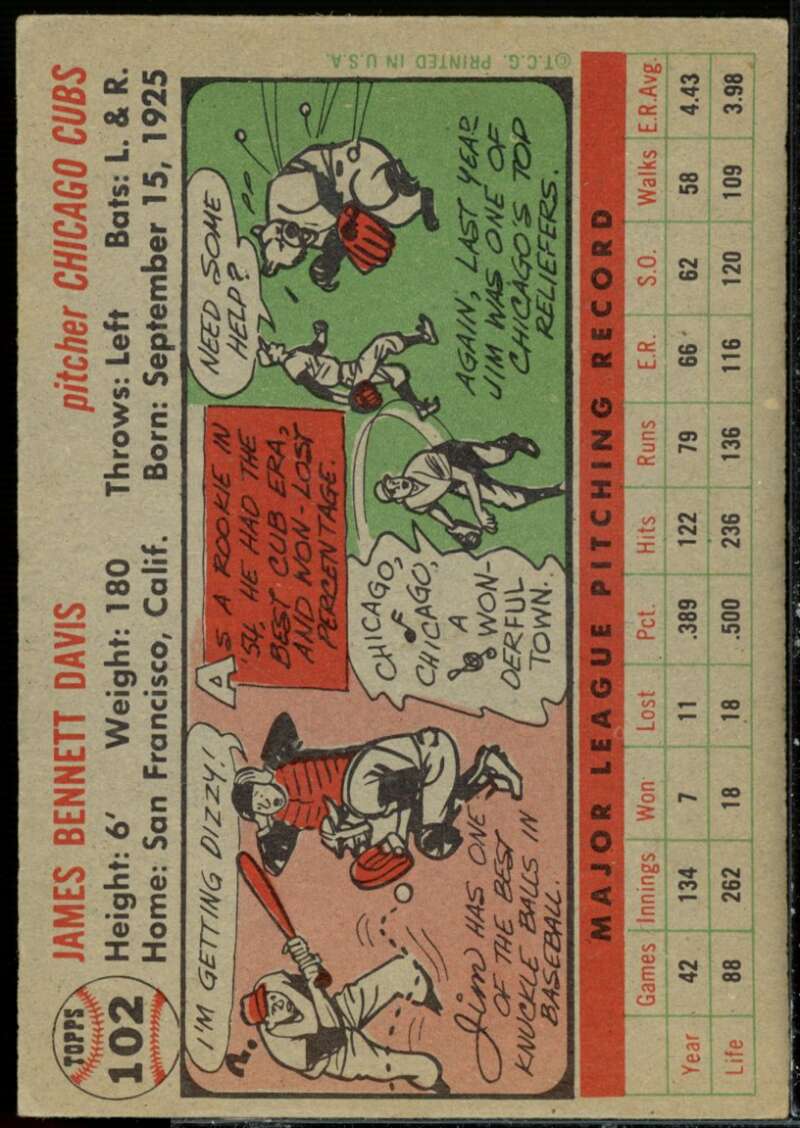 TOPPS
102
JAMES BENNETT DAVIS pitcher CHICAGO CUBS
Height: 6' Weight: 180 Throws: Left Bats: L. & R.
Home: San Francisco, Calif. Born: September 15, 1925
I'M GETTING DIZZY!
Jim HAS ONE
OF THE BEST
KNUCKLE BALLS IN
BASEBALL.
AS A ROOKIE IN
'54, HE HAD THE
BEST CUB ERA,
AND WON-LOST
PERCENTAGE.
CHICAGO,
CHICAGO,
A
WON-
DERFUL
TOWN.
NEED SOME
HELP?
AGAIN, LAST YEAR
JIM WAS ONE OF
CHICAGO'S TOP
RELIEFERS.
©T.C.G. PRINTED IN U.S.A.
MAJOR LEAGUE PITCHING RECORD
Games Innings Won Lost Pct. Hits Runs E.R. S.O. Walks E.R.Avg.
Year 42 134 7 11 .389 122 79 66 62 58 4.43
Life 88 262 18 18 .500 236 136 116 120 109 3.98